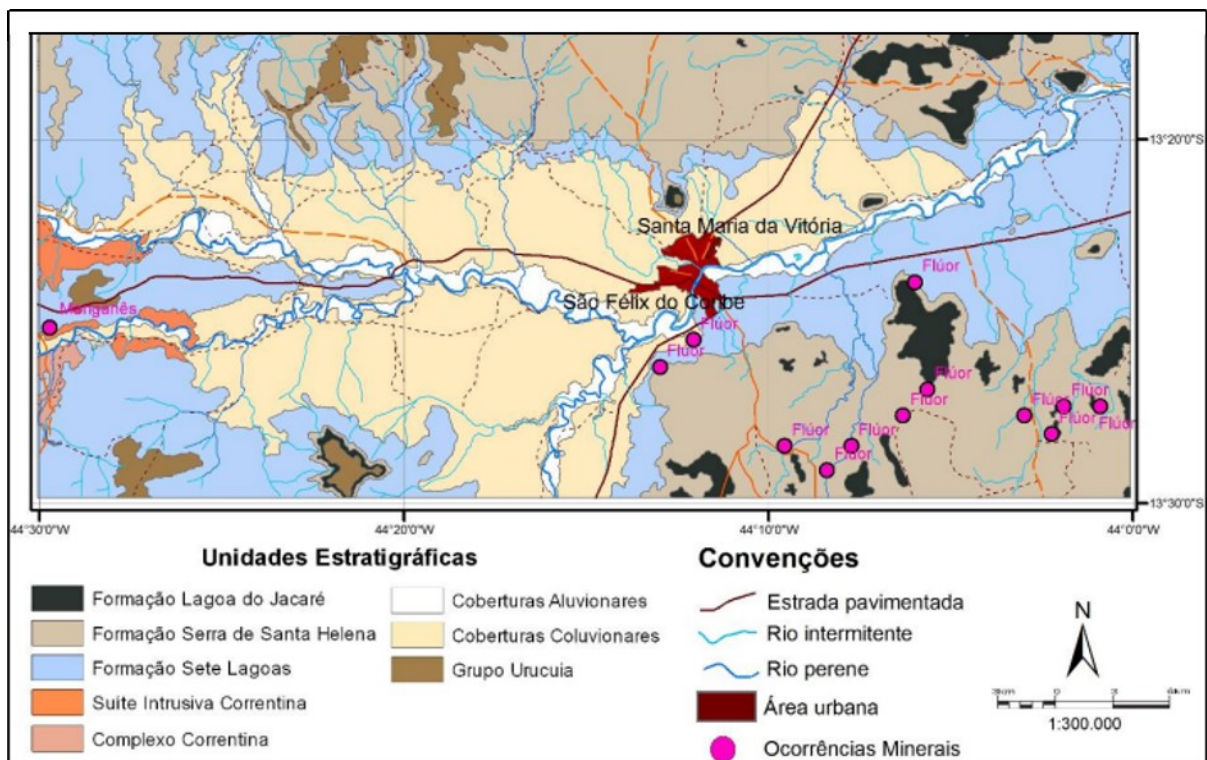 13°20'0"S
Santa Maria da Vitória
Flúor
São Félix do Coribe
Manganês
Flúor
Flúor
Flúor
Flúor
Flúor
Flúor
Flúor
Flúor
Flúor
Flúor
Flúor
13°30'0"S
44°30'0"W
44°20'0"W
44°10'0"W
44°0'0"W
Unidades Estratigráficas
Formação Lagoa do Jacaré
Formação Serra de Santa Helena
Formação Sete Lagoas
Suíte Intrusiva Correntina
Complexo Correntina
Coberturas Aluvionares
Coberturas Coluvionares
Grupo Urucuia
Convenções
Estrada pavimentada
Rio intermitente
Rio perene
Área urbana
Ocorrências Minerais
N
0
3
1:300.000